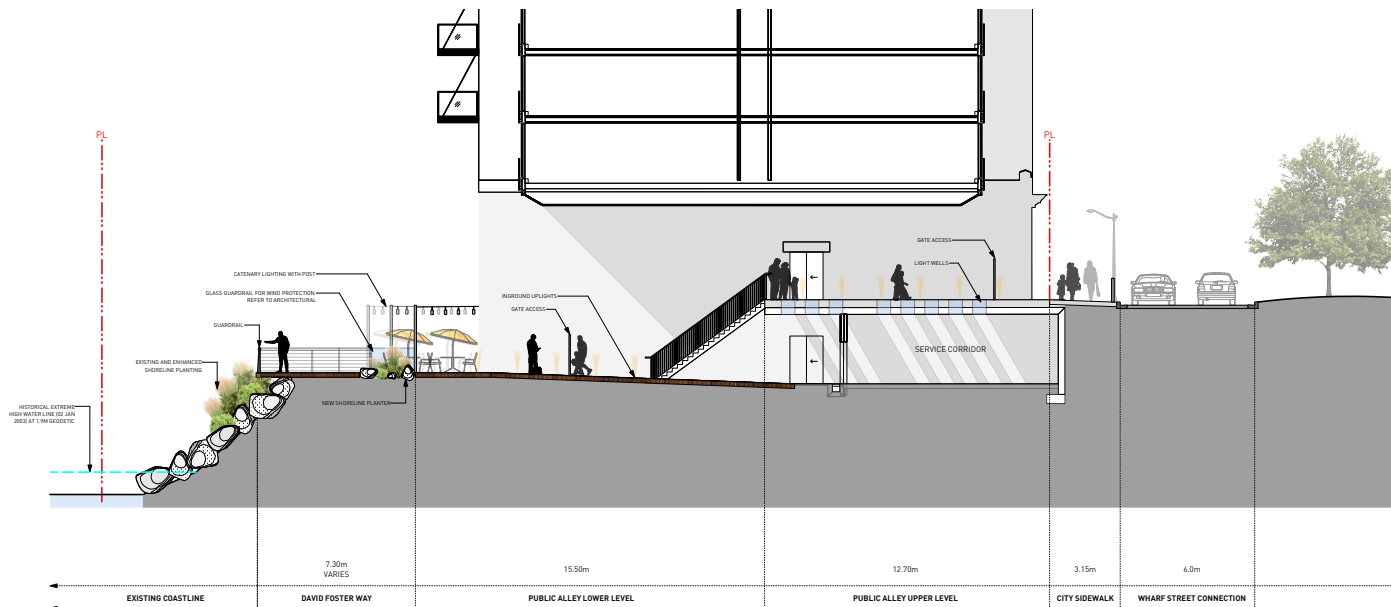 PL
PL
GATE ACCESS
LIGHT WELLS
CATENARY LIGHTING WITH POST
GLASS GUARDRAIL FOR WIND PROTECTION.
REFER TO ARCHITECTURAL
INGROUND UPLIGHTS
GATE ACCESS
GUARDRAIL
SERVICE CORRIDOR
EXISTING AND ENHANCED
SHORELINE PLANTING
NEW SHORELINE PLANTER
HISTORICAL EXTREME
HIGH WATER LINE (02 JAN
2003) AT 1.9M GEODETIC
7.30m
VARIES
15.50m
12.70m
3.15m
6.0m
EXISTING COASTLINE
DAVID FOSTER WAY
PUBLIC ALLEY LOWER LEVEL
PUBLIC ALLEY UPPER LEVEL
CITY SIDEWALK
WHARF STREET CONNECTION